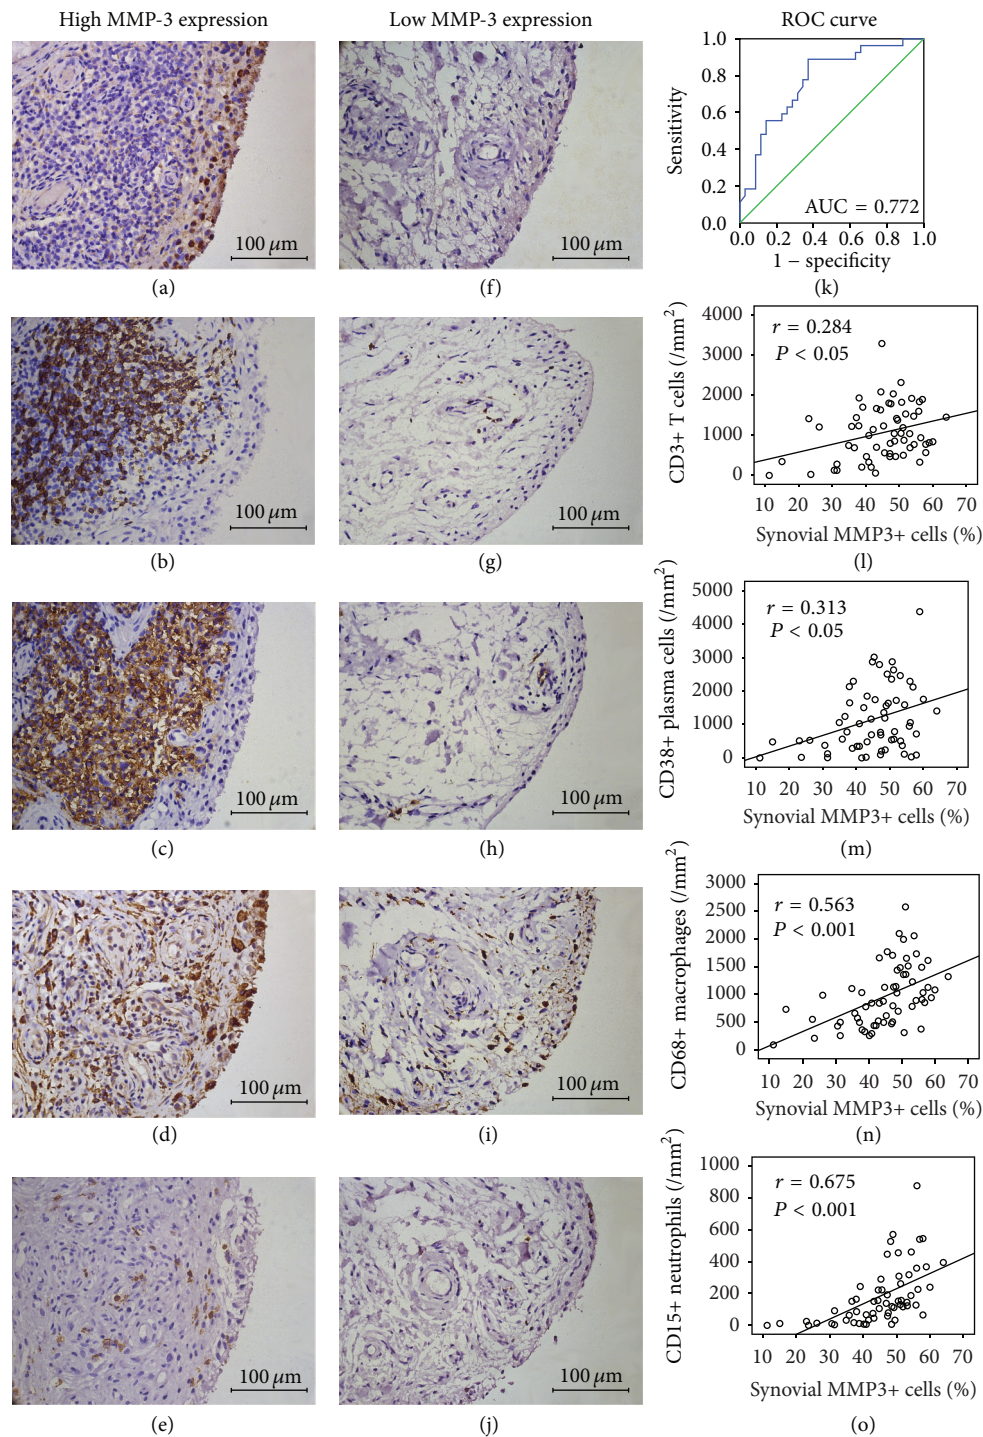 High MMP-3 expression
Low MMP-3 expression
ROC curve
100 μm
(a)
100 μm
(f)
Sensitivity
1.0
0.8
0.6
0.4
0.2
0.0
AUC = 0.772
0.0 0.2 0.4 0.6 0.8 1.0
1 − specificity
(k)
100 μm
(b)
100 μm
(g)
CD3+ T cells (/mm²)
4000
3000
2000
1000
0
r = 0.284
P < 0.05
10 20 30 40 50 60 70
Synovial MMP3+ cells (%)
(l)
100 μm
(c)
100 μm
(h)
CD38+ plasma cells (/mm²)
5000
4000
3000
2000
1000
0
r = 0.313
P < 0.05
10 20 30 40 50 60 70
Synovial MMP3+ cells (%)
(m)
100 μm
(d)
100 μm
(i)
CD68+ macrophages (/mm²)
3000
2500
2000
1500
1000
500
0
r = 0.563
P < 0.001
10 20 30 40 50 60 70
Synovial MMP3+ cells (%)
(n)
100 μm
(e)
100 μm
(j)
CD15+ neutrophils (/mm²)
1000
800
600
400
200
0
r = 0.675
P < 0.001
10 20 30 40 50 60 70
Synovial MMP3+ cells (%)
(o)